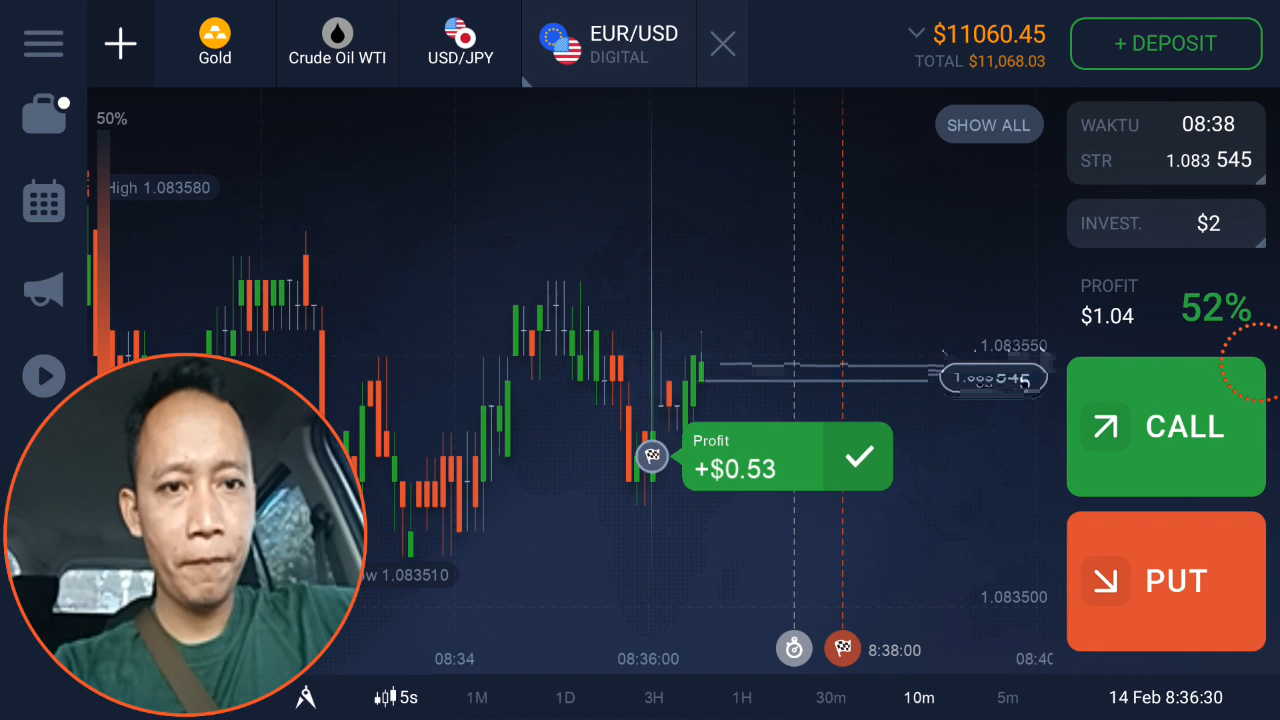 Gold
Crude Oil WTI
USD/JPY
EUR/USD
DIGITAL
$11060.45
TOTAL $11,068.03
+ DEPOSIT
50%
High 1.083580
SHOW ALL
WAKTU 08:38
STR 1.083 545
INVEST. $2
PROFIT
$1.04
52%
1.083550
CALL
Profit
+$0.53
PUT
1.083510
1.083500
08:34
08:36:00
8:38:00
5s
1M
1D
3H
1H
30m
10m
5m
14 Feb 8:36:30